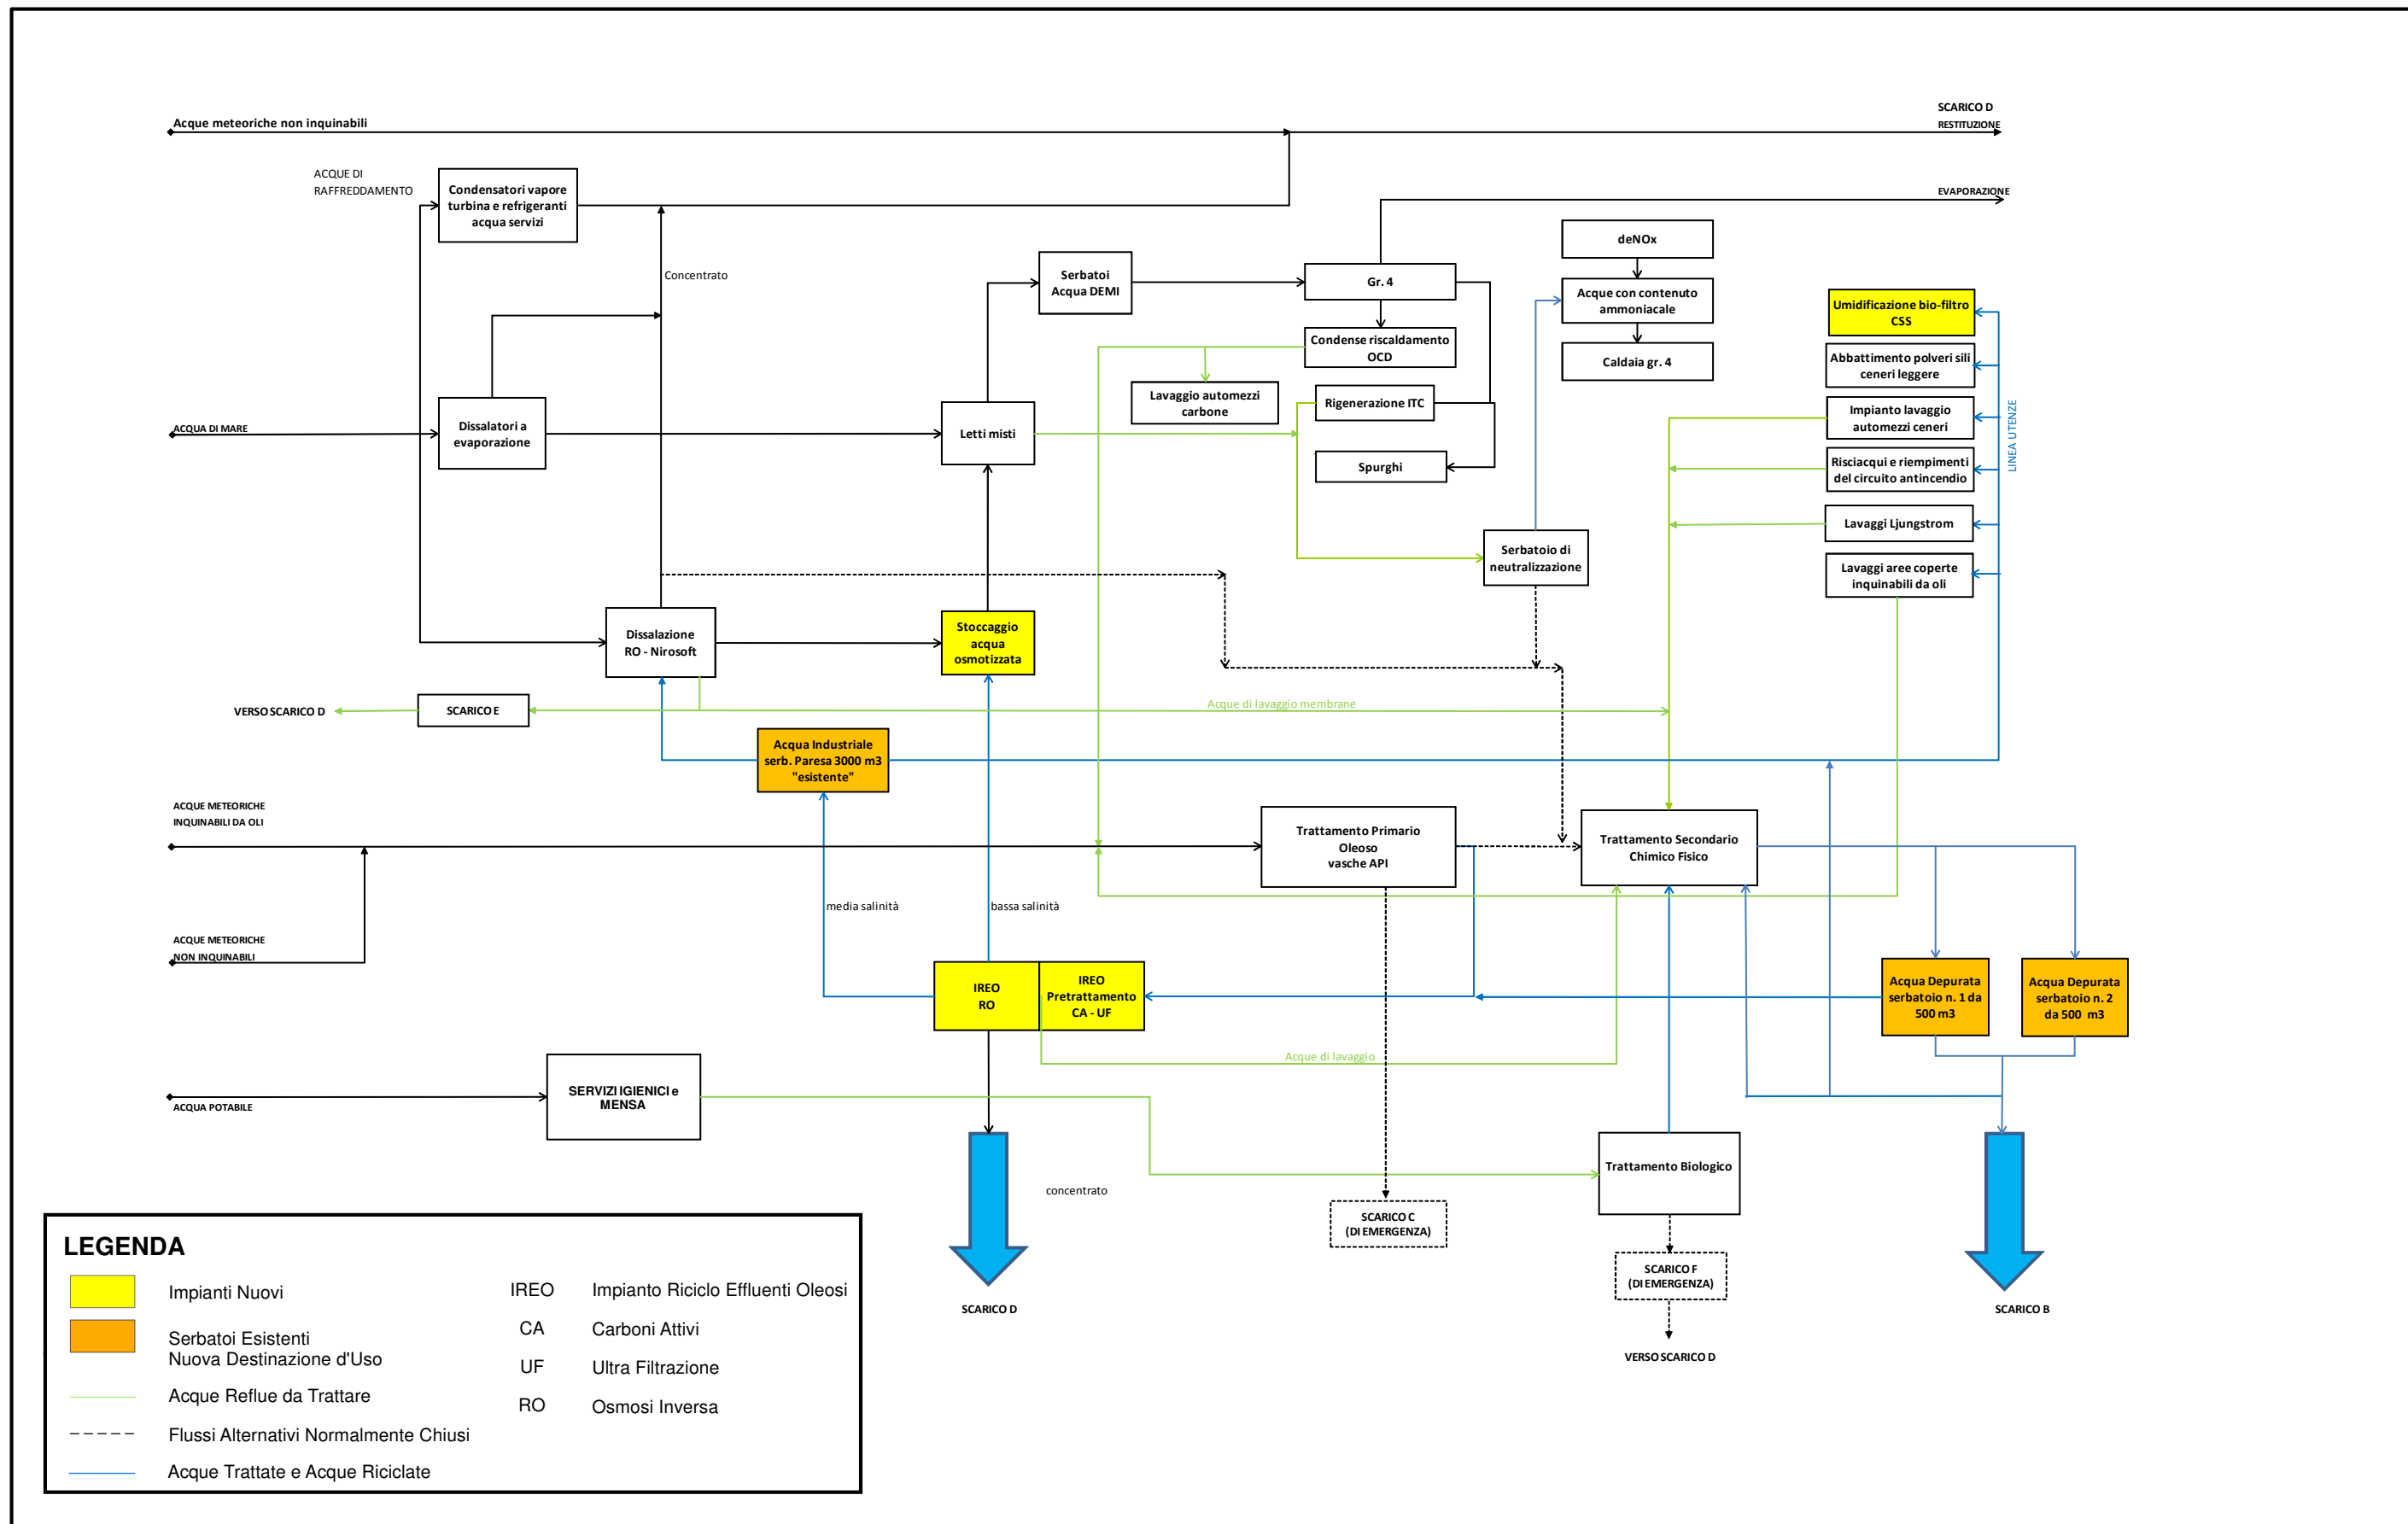 SCARICO D
Acque meteoriche non inquinabili
RESTITUZIONE
ACQUE DI
RAFFREDDAMENTO
Condensatori vapore
turbina e refrigeranti
acqua servizi
EVAPORAZIONE
deNOx
Concentrato
Serbatoi
Acqua DEMI
Gr. 4
Acque con contenuto
ammoniacale
Umidificazione bio-filtro
CSS
Condense riscaldamento
OCD
Caldaia gr. 4
Abbattimento polveri sili
ceneri leggere
Lavaggio automezzi
carbone
Rigenerazione ITC
Impianto lavaggio
automezzi ceneri
LINEA UTENZE
ACQUA DI MARE
Dissalatori a
evaporazione
Letti misti
Spurghi
Risciacqui e riempimenti
del circuito antincendio
Lavaggi Ljungstrom
Serbatoio di
neutralizzazione
Lavaggi aree coperte
inquinabili da oli
Dissalazione
RO - Nirosoft
Stoccaggio
acqua
osmotizzata
VERSO SCARICO D
SCARICO E
Acque di lavaggio membrane
Acqua Industriale
serb. Paresa 3000 m3
"esistente"
ACQUE METEORICHE
INQUINABILI DA OLI
Trattamento Primario
Oleoso
vasche API
Trattamento Secondario
Chimico Fisico
media salinità
bassa salinità
ACQUE METEORICHE
NON INQUINABILI
IREO
RO
IREO
Pretrattamento
CA - UF
Acqua Depurata
serbatoio n. 1 da
500 m3
Acqua Depurata
serbatoio n. 2
da 500 m3
Acque di lavaggio
ACQUA POTABILE
SERVIZI IGIENICI e
MENSA
Trattamento Biologico
concentrato
SCARICO C
(DI EMERGENZA)
SCARICO F
(DI EMERGENZA)
SCARICO D
SCARICO B
VERSO SCARICO D
LEGENDA
Impianti Nuovi
Serbatoi Esistenti
Nuova Destinazione d'Uso
Acque Reflue da Trattare
Flussi Alternativi Normalmente Chiusi
Acque Trattate e Acque Riciclate
IREO Impianto Riciclo Effluenti Oleosi
CA Carboni Attivi
UF Ultra Filtrazione
RO Osmosi Inversa